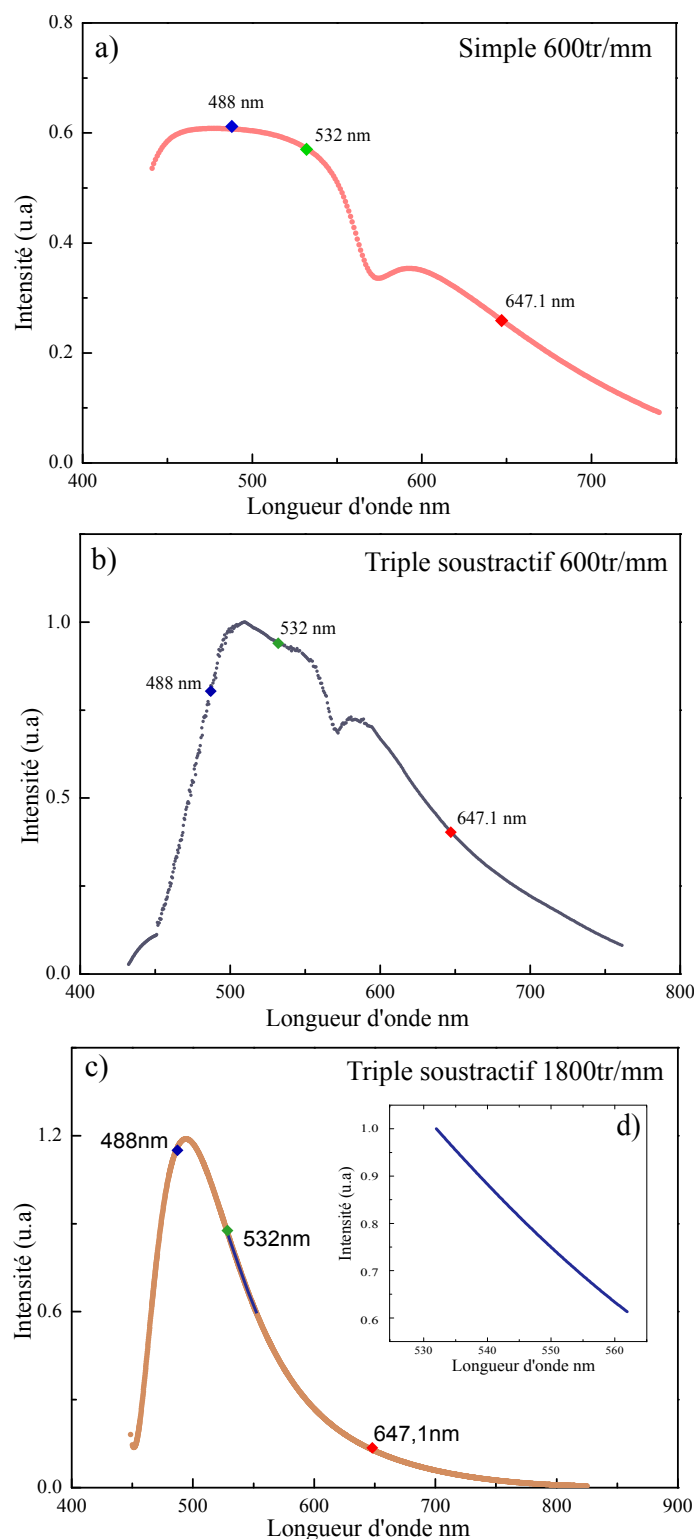 a)
Simple 600tr/mm
488 nm
532 nm
647.1 nm
0.8
0.6
0.4
0.2
0.0
Intensité (u.a)
400 500 600 700
Longueur d'onde nm
b)
Triple soustractif 600tr/mm
532 nm
488 nm
647.1 nm
1.0
0.5
0.0
Intensité (u.a)
400 500 600 700 800
Longueur d'onde nm
c)
Triple soustractif 1800tr/mm
488nm
532nm
647,1nm
1.2
0.6
0.0
Intensité (u.a)
400 500 600 700 800 900
Longueur d'onde nm
d)
1.0
0.9
0.8
0.7
0.6
Intensité (u.a)
530 540 550 560
Longueur d'onde nm